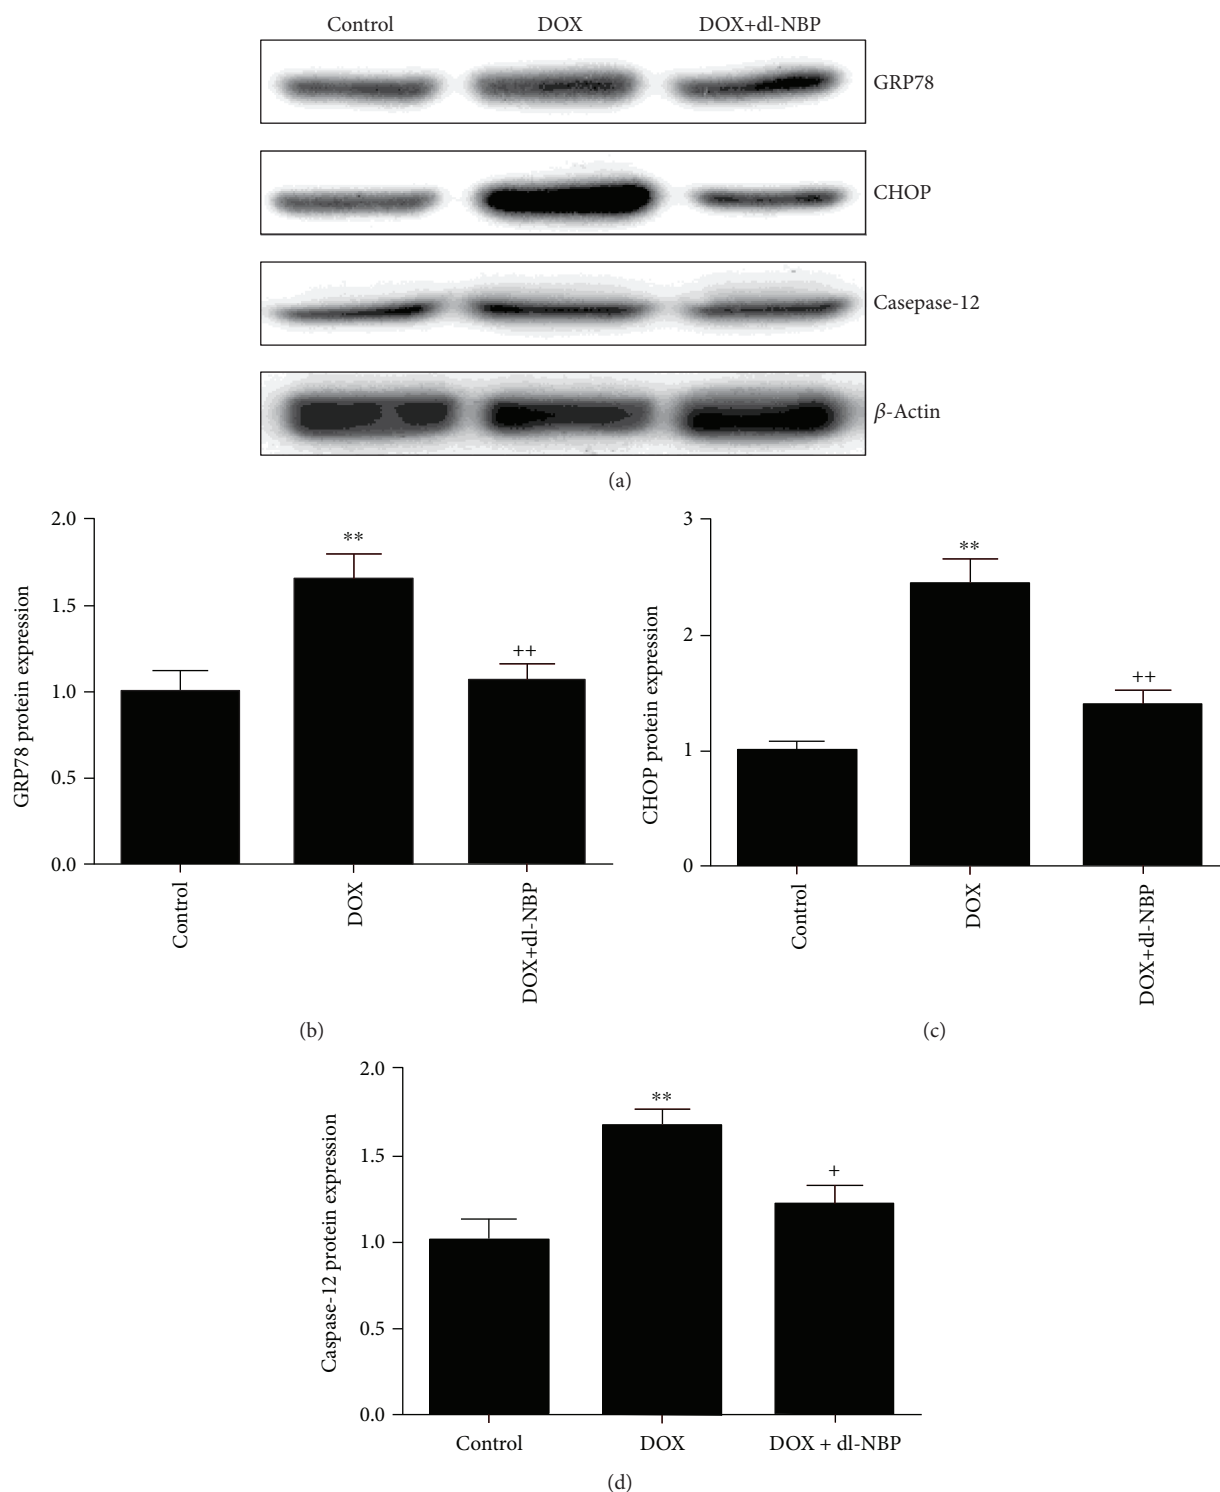 Control DOX DOX+dl-NBP
GRP78
CHOP
Casepase-12
β-Actin
(a)
GRP78 protein expression
2.0
1.5
1.0
0.5
0.0
**
++
Control
DOX
DOX+dl-NBP
(b)
CHOP protein expression
3
2
1
0
**
++
Control
DOX
DOX+dl-NBP
(c)
Caspase-12 protein expression
2.0
1.5
1.0
0.5
0.0
**
+
Control DOX DOX + dl-NBP
(d)